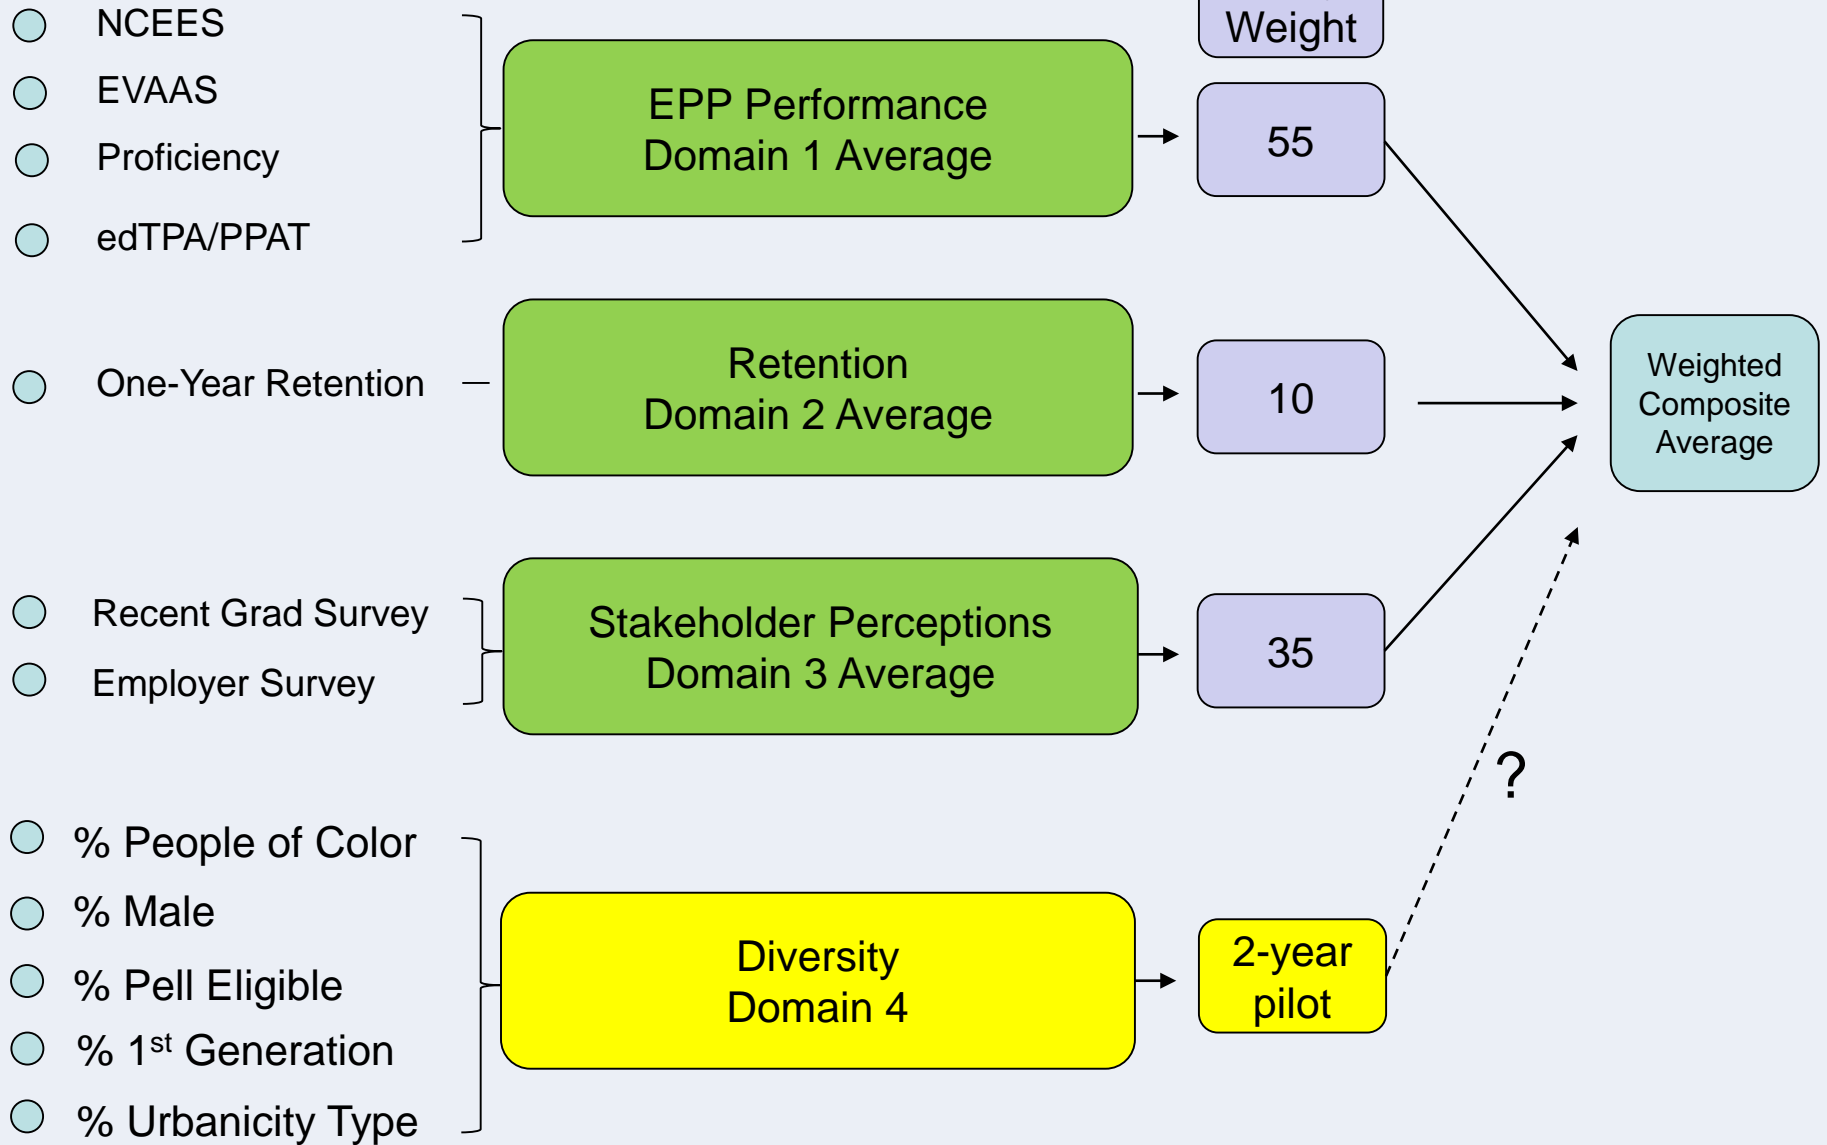 NCEES
EVAAS
Proficiency
edTPA/PPAT
EPP Performance
Domain 1 Average
Weight
55
One-Year Retention
Retention
Domain 2 Average
10
Weighted
Composite
Average
Recent Grad Survey
Employer Survey
Stakeholder Perceptions
Domain 3 Average
35
?
% People of Color
% Male
% Pell Eligible
% 1st Generation
% Urbanicity Type
Diversity
Domain 4
2-year
pilot